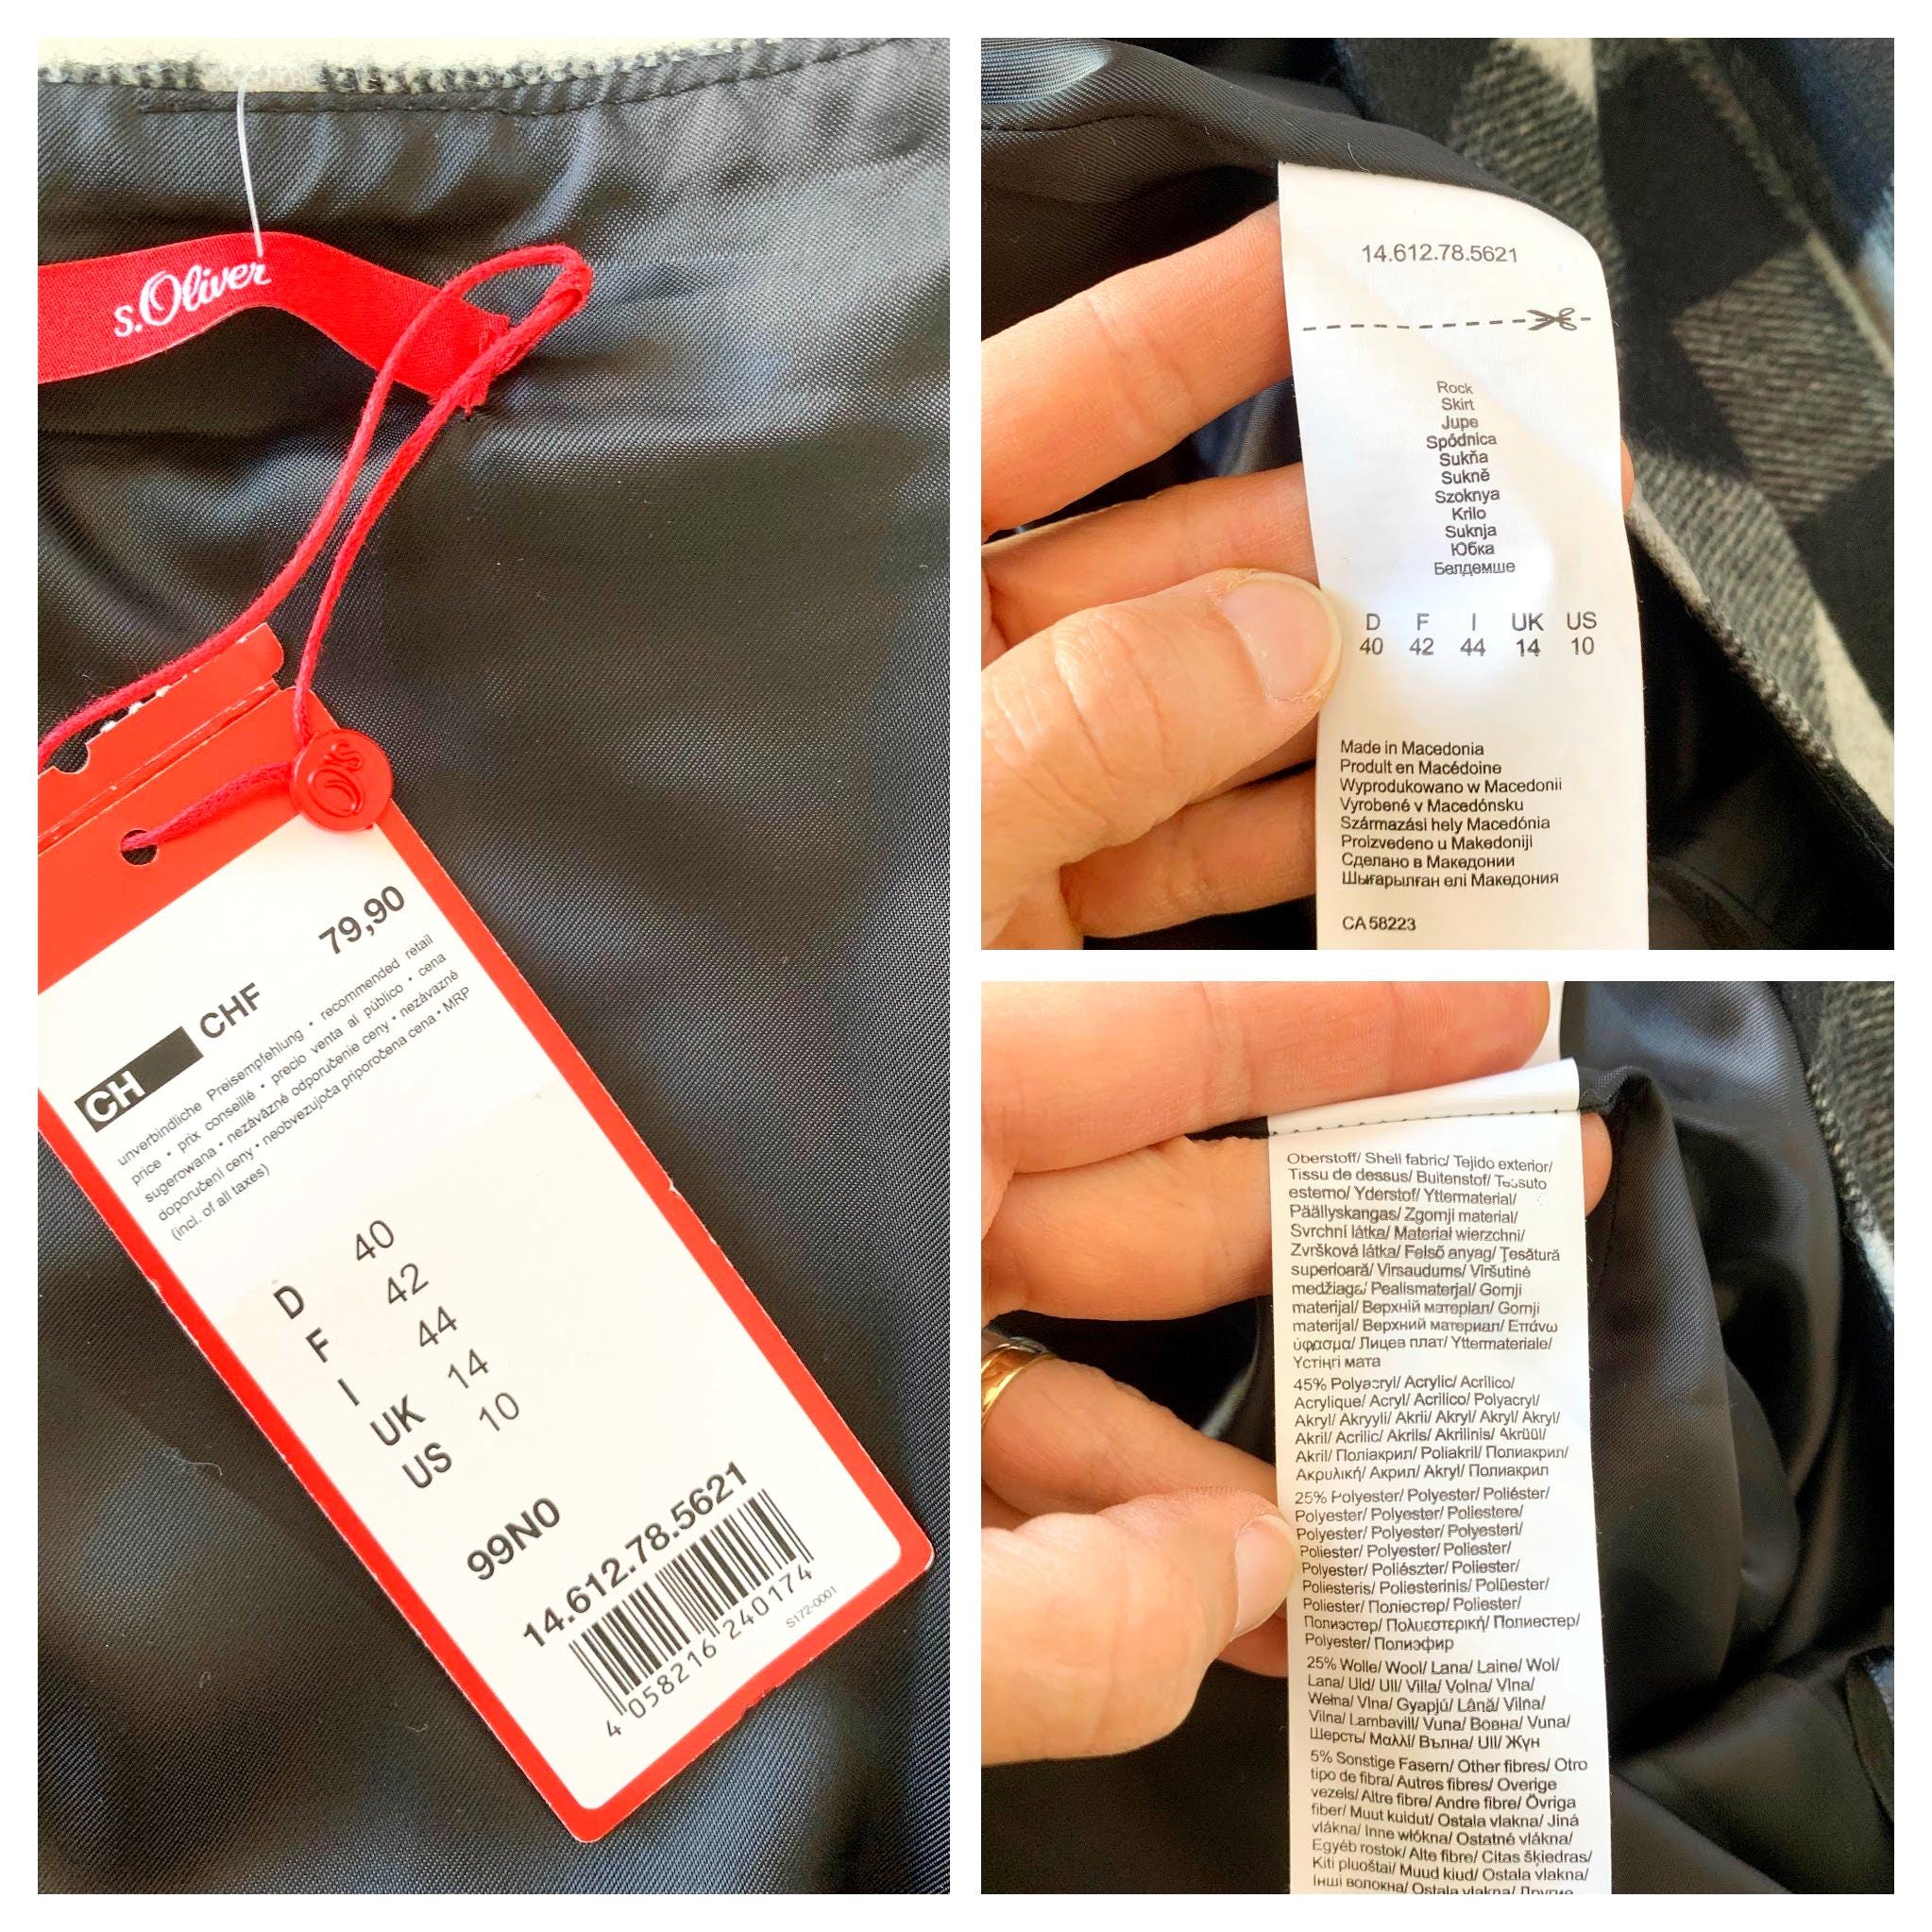 s.Oliver
79,90
CH CHF
unverbindliche Preisempfehlung • recommended retail
price • prix conseillé • precio venta al público • cena
sugerowana • nezáväzné odporučenie ceny • nezávazné
doporučení ceny • neobvezujoča priporočena cena • MRP
(incl. of all taxes)
D 40
F 42
I 44
UK 14
US 10
99N0
14.612.78.5621
4 058216 240174
S172-0001
14.612.78.5621
Rock
Skirt
Jupe
Spódnica
Sukňa
Sukně
Szoknya
Krilo
Suknja
Юбка
Белдемше
D F I UK US
40 42 44 14 10
Made in Macedonia
Produit en Macédoine
Wyprodukowano w Macedonii
Vyrobené v Macedónsku
Származási hely Macedónia
Proizvedeno u Makedoniji
Сделано в Македонии
Шығарылған елі Македония
CA 58223
Oberstoff/ Shell fabric/ Tejido exterior/
Tissu de dessus/ Buitenstof/ Tessuto
esterno/ Yderstof/ Yttermaterial/
Päällyskangas/ Zgornji material/
Svrchní látka/ Materiał wierzchni/
Zvršková látka/ Felső anyag/ Ţesătură
superioară/ Virsaudums/ Viršutinė
medžiaga/ Pealismaterjal/ Gornji
materijal/ Верхній матеріал/ Gornji
materijal/ Верхний материал/ Επάνω
ύφασμα/ Лицев плат/ Yttermateriale/
Үстіңгі мата
45% Polyacryl/ Acrylic/ Acrílico/
Acrylique/ Acryl/ Acrilico/ Polyacryl/
Akryl/ Akryyli/ Akrii/ Akryl/ Akryl/ Akryl/
Akril/ Acrilic/ Akrils/ Akrilinis/ Akrüül/
Akril/ Поліакрил/ Poliakril/ Полиакрил/
Ακρυλική/ Акрил/ Akryl/ Полиакрил
25% Polyester/ Polyester/ Poliéster/
Polyester/ Polyester/ Poliestere/
Polyester/ Polyester/ Polyesteri/
Poliester/ Polyester/ Poliester/
Polyester/ Poliészter/ Poliester/
Poliesteris/ Poliesterinis/ Polüester/
Poliester/ Поліестер/ Poliester/
Полиэстер/ Πολυεστερική/ Полиестер/
Polyester/ Полиэфир
25% Wolle/ Wool/ Lana/ Laine/ Wol/
Lana/ Uld/ Ull/ Villa/ Volna/ Vlna/
Wełna/ Vlna/ Gyapjú/ Lână/ Vilna/
Vilna/ Lambavill/ Vuna/ Вовна/ Vuna/
Шерсть/ Μαλλί/ Вълна/ Ull/ Жүн
5% Sonstige Fasern/ Other fibres/ Otro
tipo de fibra/ Autres fibres/ Overige
vezels/ Altre fibre/ Andre fibre/ Övriga
fiber/ Muut kuidut/ Ostala vlakna/ Jiná
vlákna/ Inne włókna/ Ostatné vlákna/
Egyéb rostok/ Alte fibre/ Citas šķiedras/
Kiti pluoštai/ Muud kiud/ Ostala vlakna/
Інші волокна/ Ostala vlakna/ Другие